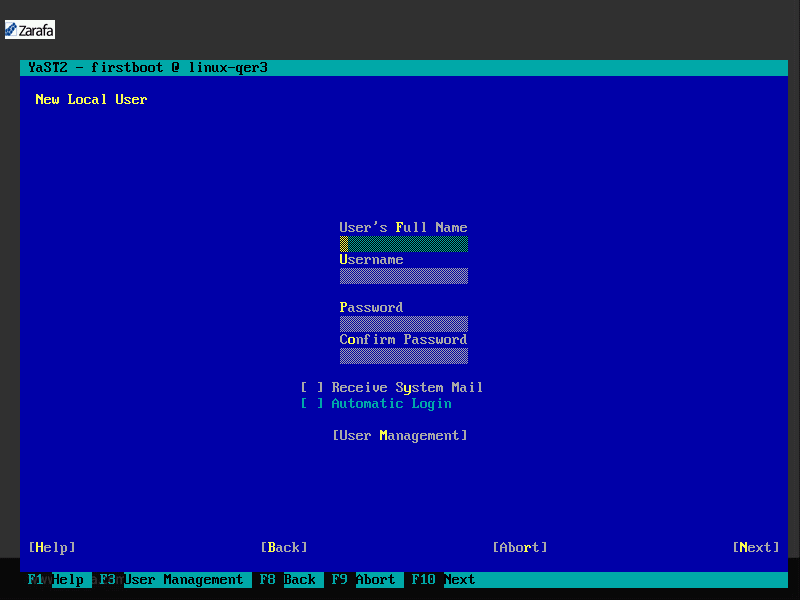 Zarafa
YaST2 - firstboot @ linux-qer3
New Local User
User's Full Name
Username
Password
Confirm Password
[ ] Receive System Mail
[ ] Automatic Login
[User Management]
[Help] [Back] [Abort] [Next]
F1 Help F3 User Management F8 Back F9 Abort F10 Next